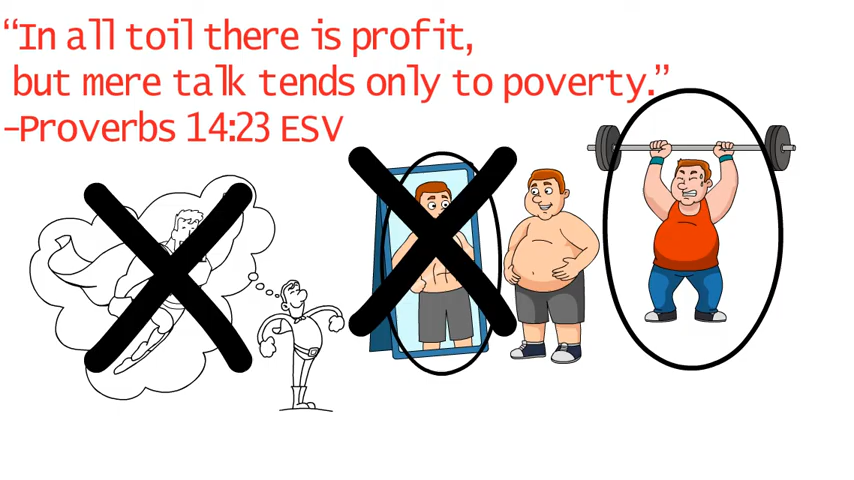 “In all toil there is profit,
but mere talk tends only to poverty.”
-Proverbs 14:23 ESV